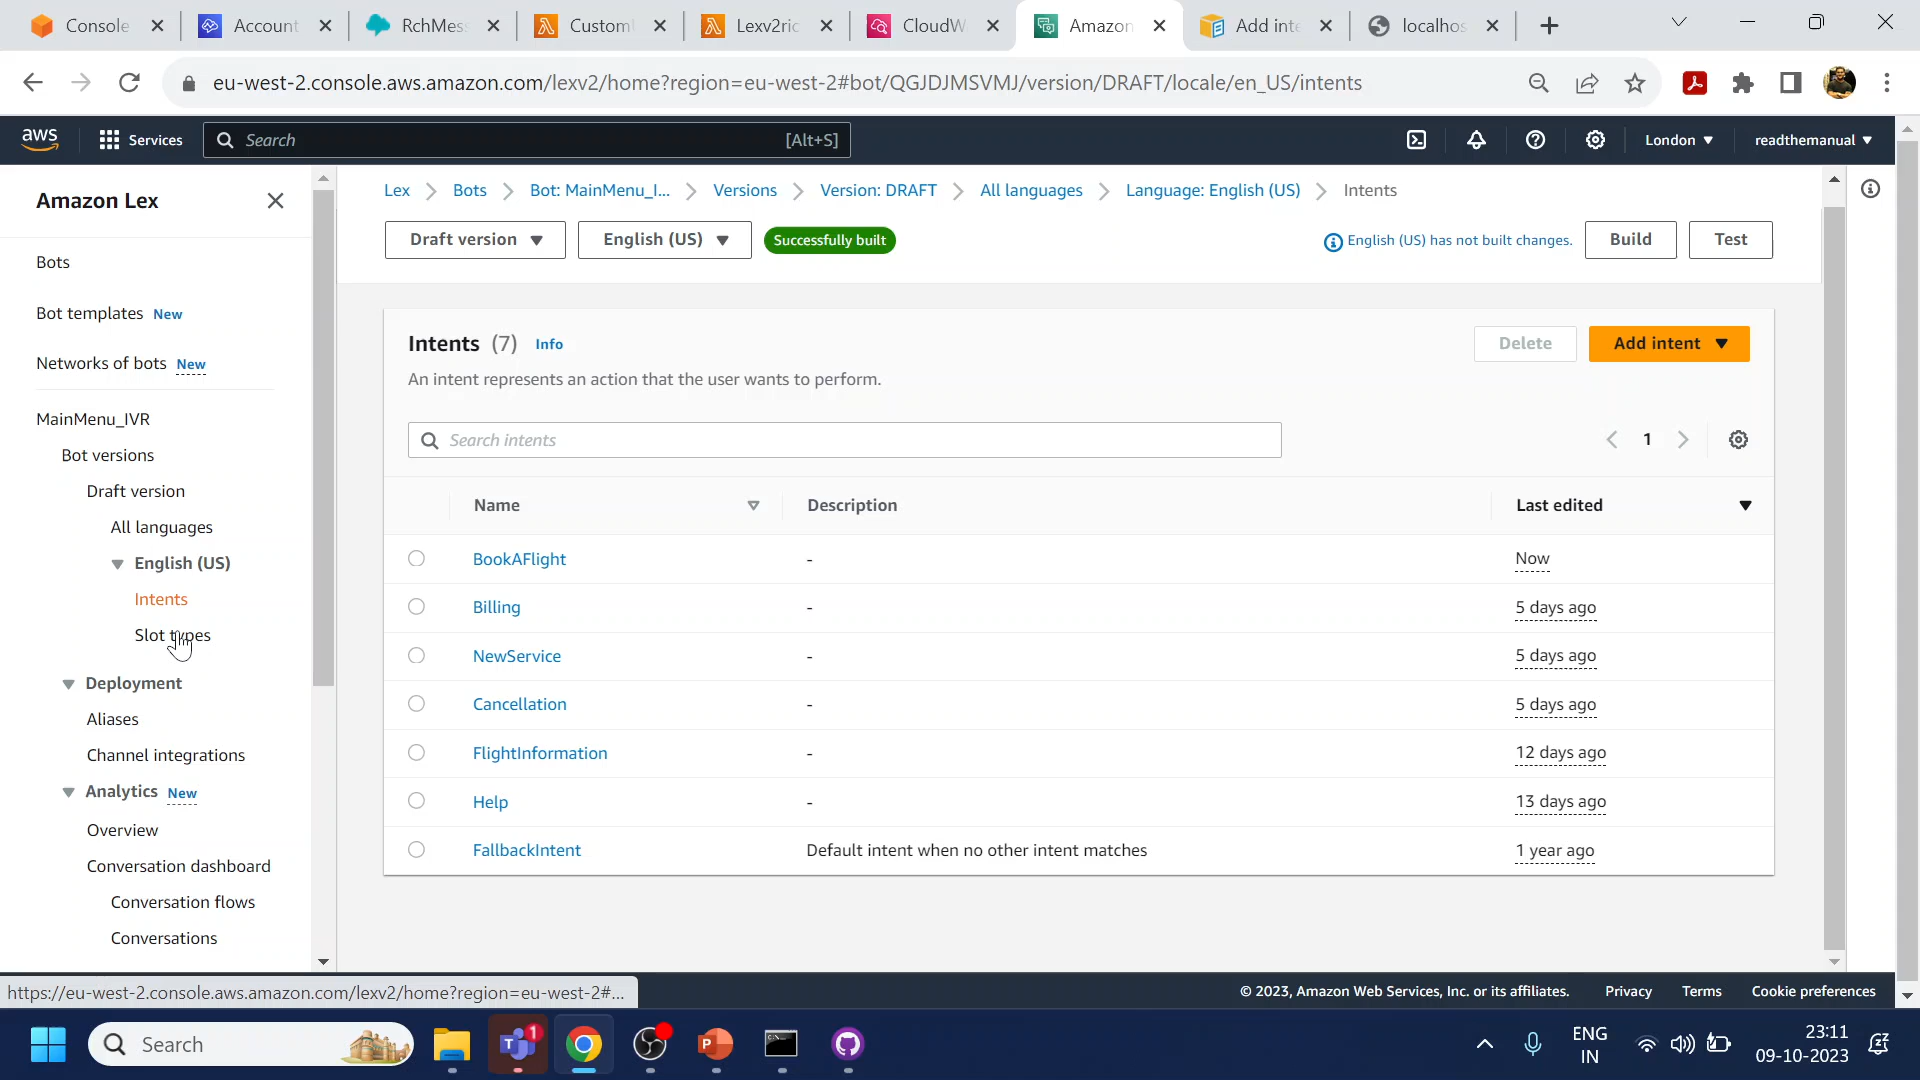 Console
Account
RchMes
Custom
Lexv2ric
CloudW
Amazon
Add inte
localhos
eu-west-2.console.aws.amazon.com/lexv2/home?region=eu-west-2#bot/QGJDJMSVMJ/version/DRAFT/locale/en_US/intents
aws
Services
Search
[Alt+S]
London
readthemanual
Amazon Lex
Bots
Bot templates New
Networks of bots New
MainMenu_IVR
Bot versions
Draft version
All languages
English (US)
Intents
Slot types
Deployment
Aliases
Channel integrations
Analytics New
Overview
Conversation dashboard
Conversation flows
Conversations
Lex
Bots
Bot: MainMenu_I...
Versions
Version: DRAFT
All languages
Language: English (US)
Intents
Draft version
English (US)
Successfully built
English (US) has not built changes.
Build
Test
Intents (7) Info
Delete
Add intent
An intent represents an action that the user wants to perform.
Search intents
1
Name Description Last edited
BookAFlight - Now
Billing - 5 days ago
NewService - 5 days ago
Cancellation - 5 days ago
FlightInformation - 12 days ago
Help - 13 days ago
FallbackIntent Default intent when no other intent matches 1 year ago
https://eu-west-2.console.aws.amazon.com/lexv2/home?region=eu-west-2#...
© 2023, Amazon Web Services, Inc. or its affiliates.
Privacy
Terms
Cookie preferences
Search
1
ENG
IN
23:11
09-10-2023